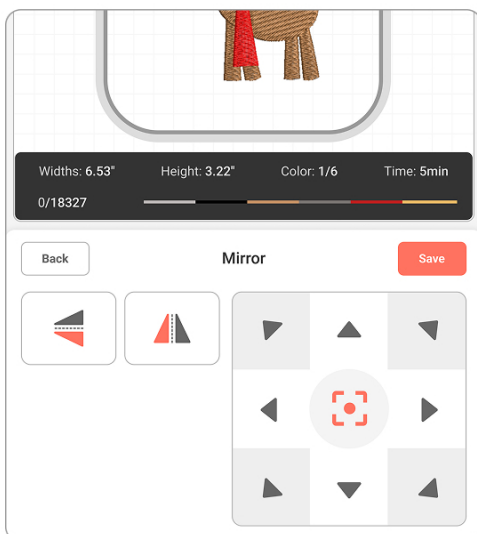 Widths: 6.53" Height: 3.22" Color: 1/6 Time: 5min
0/18327
Back Mirror Save